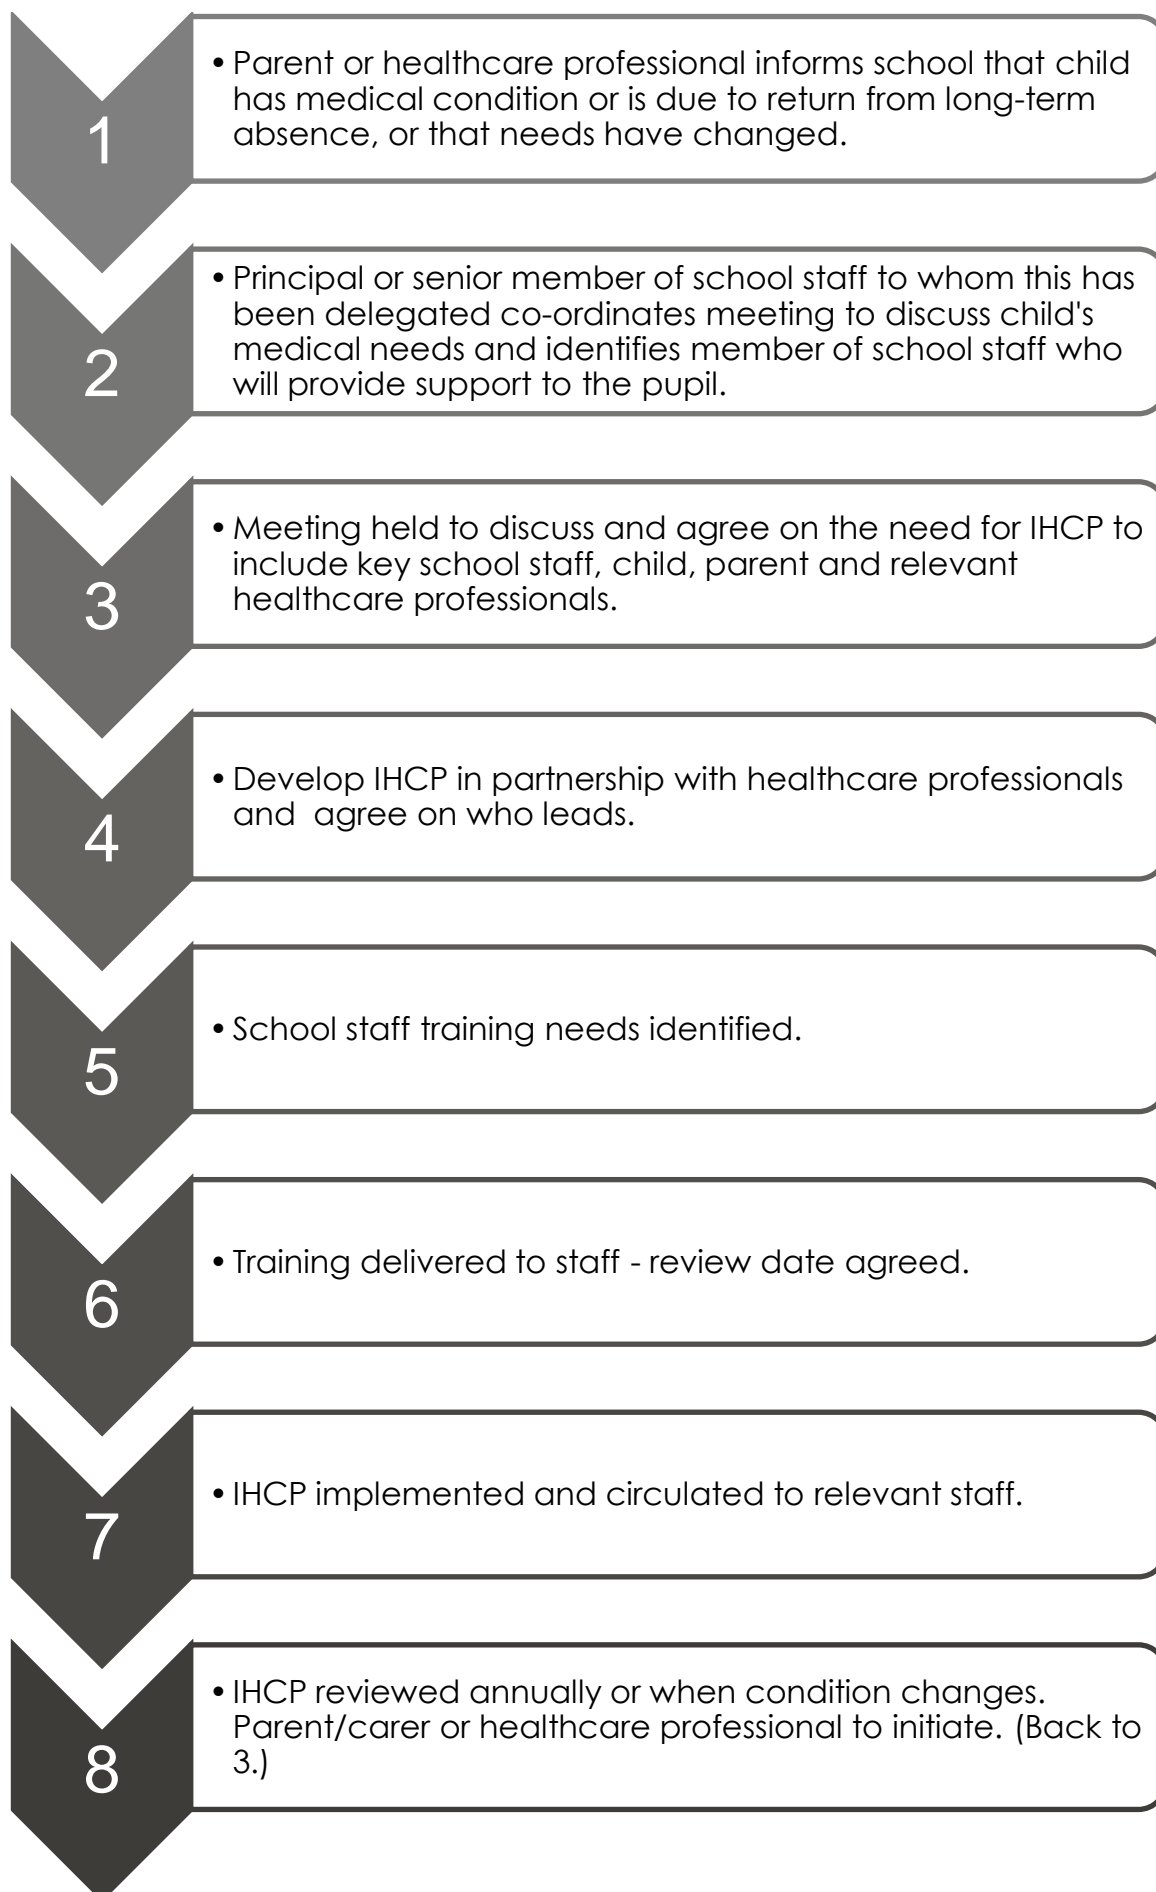 1
• Parent or healthcare professional informs school that child
has medical condition or is due to return from long-term
absence, or that needs have changed.
2
• Principal or senior member of school staff to whom this has
been delegated co-ordinates meeting to discuss child's
medical needs and identifies member of school staff who
will provide support to the pupil.
3
• Meeting held to discuss and agree on the need for IHCP to
include key school staff, child, parent and relevant
healthcare professionals.
4
• Develop IHCP in partnership with healthcare professionals
and  agree on who leads.
5
• School staff training needs identified.
6
• Training delivered to staff - review date agreed.
7
• IHCP implemented and circulated to relevant staff.
8
• IHCP reviewed annually or when condition changes.
Parent/carer or healthcare professional to initiate. (Back to
3.)